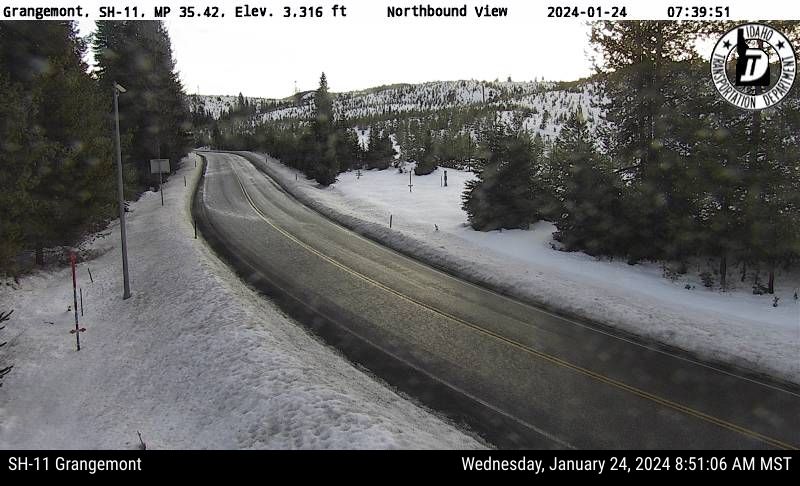 Grangemont, SH-11, MP 35.42, Elev. 3,316 ft Northbound View 2024-01-24 07:39:51
IDAHO
TRANSPORTATION DEPARTMENT
SH-11 Grangemont Wednesday, January 24, 2024 8:51:06 AM MST